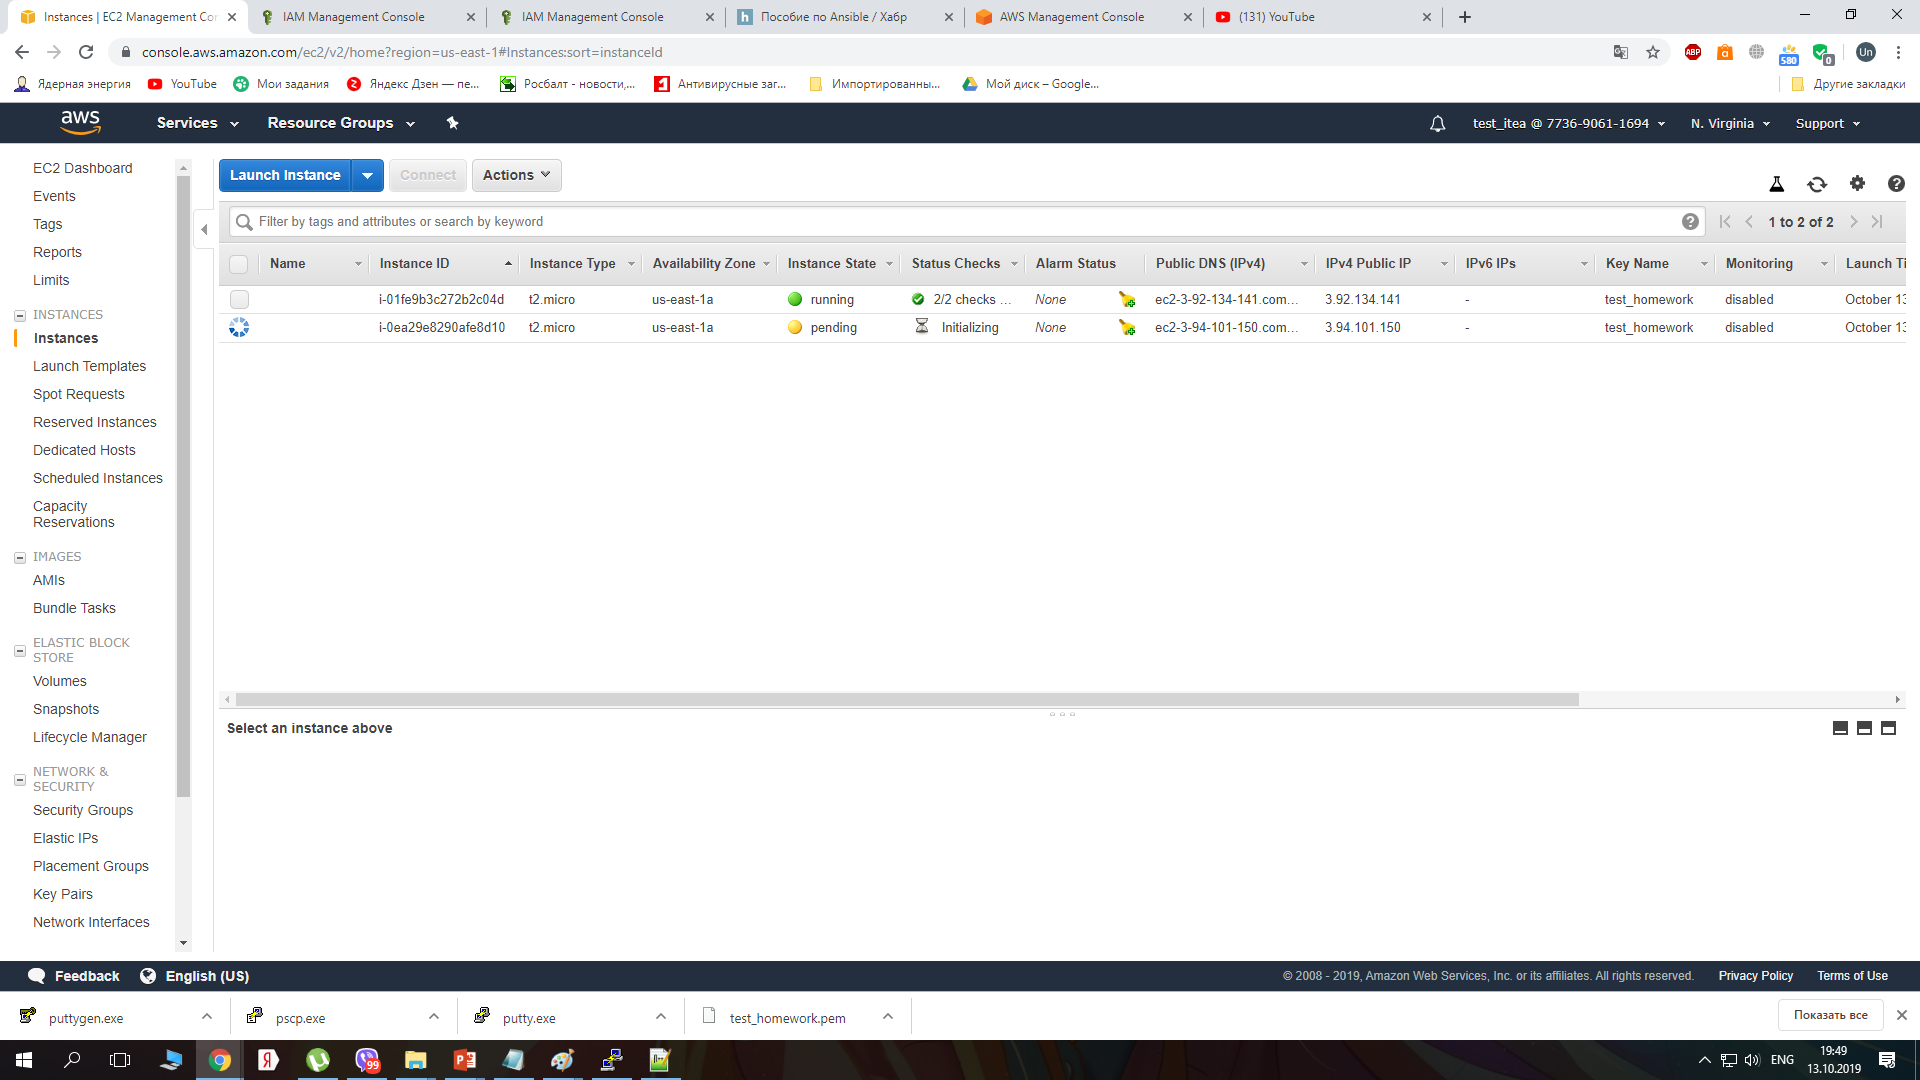 Instances | EC2 Management Cor
IAM Management Console
IAM Management Console
Пособие по Ansible / Хабр
AWS Management Console
(131) YouTube
console.aws.amazon.com/ec2/v2/home?region=us-east-1#Instances:sort=instanceId
ABP
580
0
Un
Ядерная энергия
YouTube
Мои задания
Яндекс Дзен — пе...
Росбалт - новости,...
Антивирусные заг...
Импортированны...
Мой диск – Google...
Другие закладки
aws
Services
Resource Groups
test_itea @ 7736-9061-1694
N. Virginia
Support
EC2 Dashboard
Events
Tags
Reports
Limits
INSTANCES
Instances
Launch Templates
Spot Requests
Reserved Instances
Dedicated Hosts
Scheduled Instances
Capacity
Reservations
IMAGES
AMIs
Bundle Tasks
ELASTIC BLOCK
STORE
Volumes
Snapshots
Lifecycle Manager
NETWORK &
SECURITY
Security Groups
Elastic IPs
Placement Groups
Key Pairs
Network Interfaces
Launch Instance
Connect
Actions
Filter by tags and attributes or search by keyword
1 to 2 of 2
Name Instance ID Instance Type Availability Zone Instance State Status Checks Alarm Status Public DNS (IPv4) IPv4 Public IP IPv6 IPs Key Name Monitoring Launch Ti
i-01fe9b3c272b2c04d t2.micro us-east-1a running 2/2 checks ... None ec2-3-92-134-141.com... 3.92.134.141 - test_homework disabled October 13
i-0ea29e8290afe8d10 t2.micro us-east-1a pending Initializing None ec2-3-94-101-150.com... 3.94.101.150 - test_homework disabled October 13
Select an instance above
Feedback
English (US)
© 2008 - 2019, Amazon Web Services, Inc. or its affiliates. All rights reserved.
Privacy Policy
Terms of Use
puttygen.exe
pscp.exe
putty.exe
test_homework.pem
Показать все
99
ENG
19:49
13.10.2019